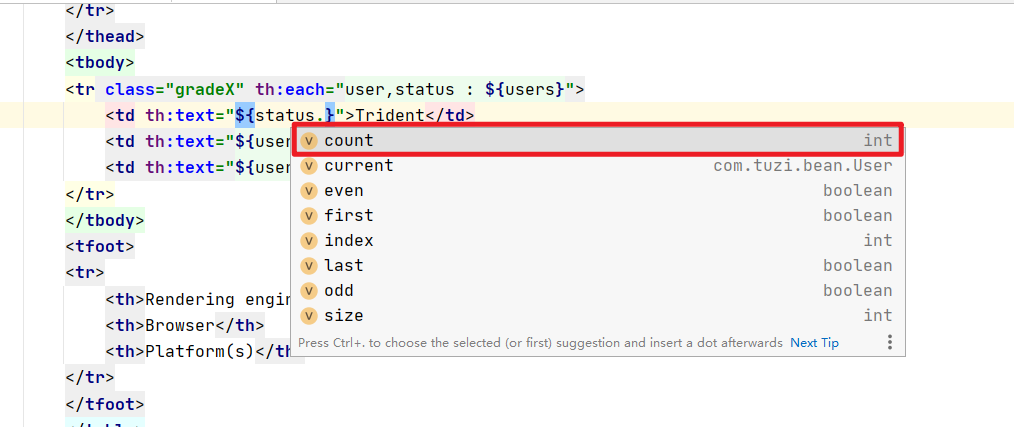 </tr>
</thead>
<tbody>
<tr class="gradeX" th:each="user,status : ${users}">
<td th:text="${status.}">Trident</td>
<td th:text="${user
<td th:text="${user
</tr>
</tbody>
<tfoot>
<tr>
<th>Rendering engin
<th>Browser</th>
<th>Platform(s)</th
</tr>
</tfoot>
v count int
v current com.tuzi.bean.User
v even boolean
v first boolean
v index int
v last boolean
v odd boolean
v size int
Press Ctrl+. to choose the selected (or first) suggestion and insert a dot afterwards Next Tip